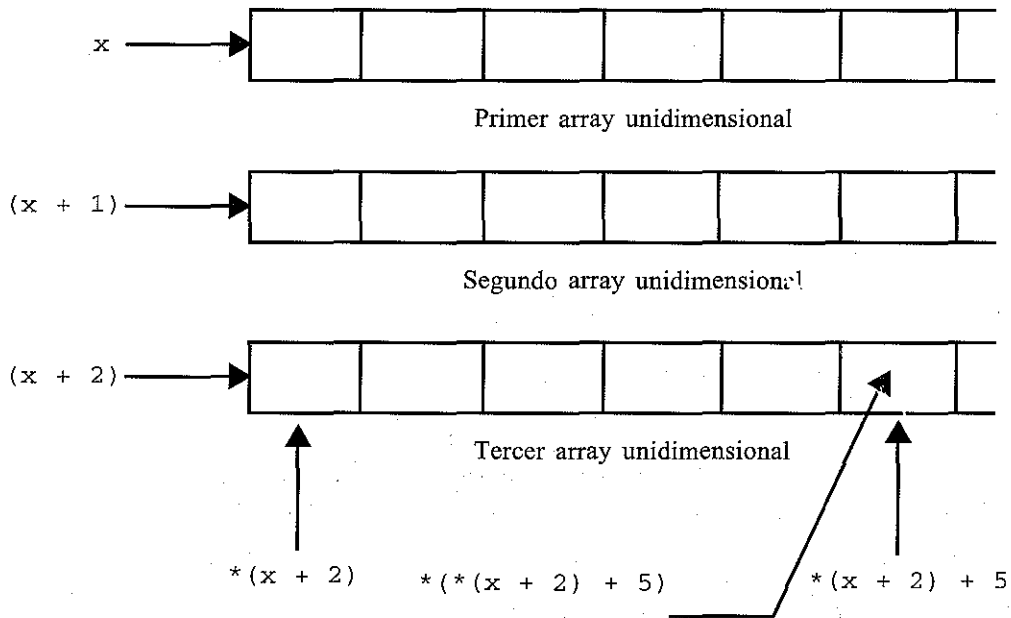 x
Primer array unidimensional
(x + 1)
Segundo array unidimensional
(x + 2)
Tercer array unidimensional
*(x + 2)
*(*(x + 2) + 5)
*(x + 2) + 5